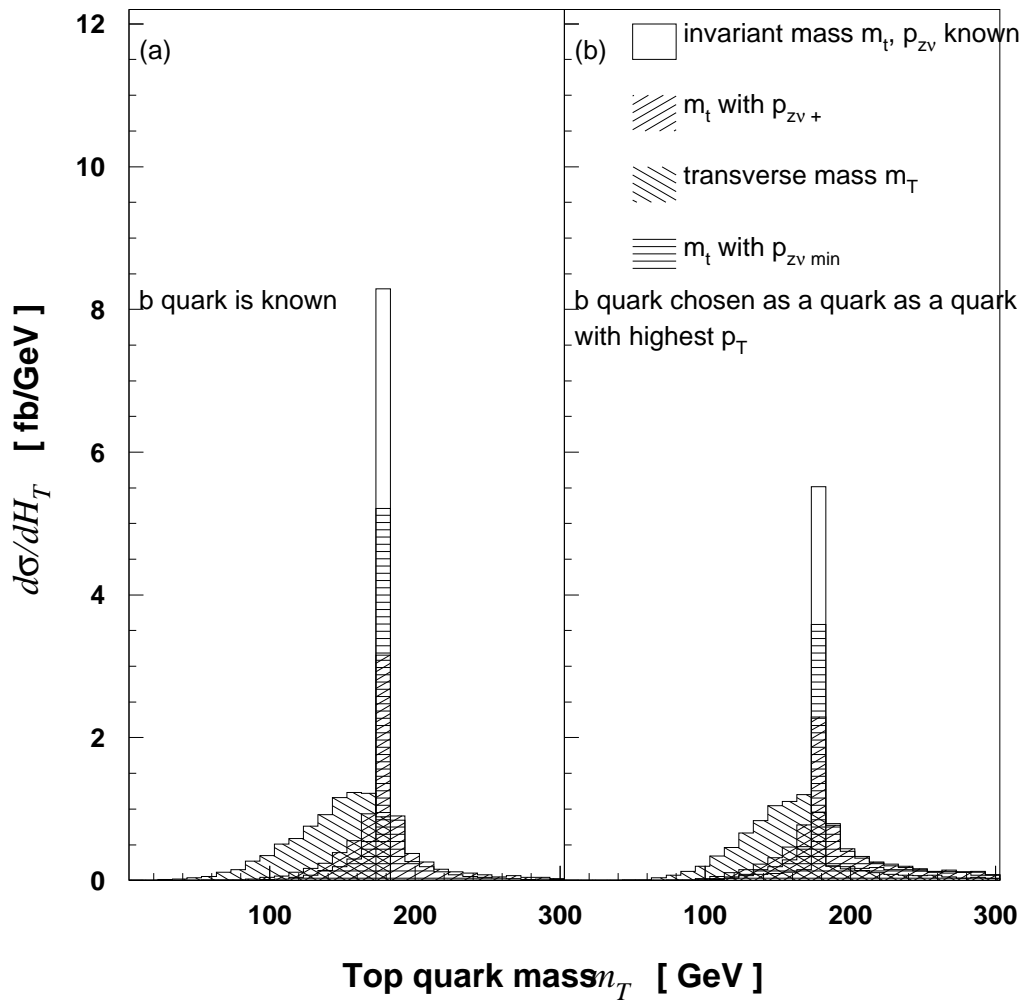 (a)
(b)
invariant mass m_t, p_zν known
m_t with p_zν +
transverse mass m_T
m_t with p_zν min
b quark is known
b quark chosen as a quark as a quark
with highest p_T
12
10
8
6
4
2
0
dσ/dH_T [ fb/GeV ]
100
200
300
100
200
300
Top quark mass m_T [ GeV ]